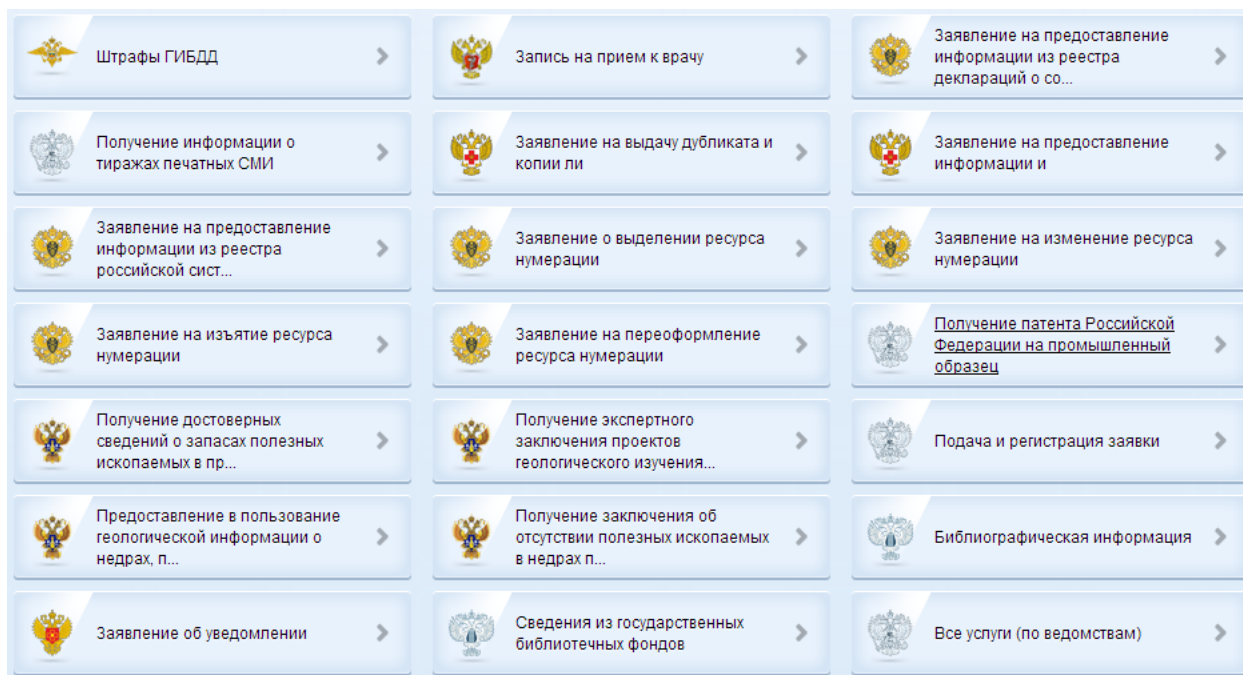 Штрафы ГИБДД
Запись на прием к врачу
Заявление на предоставление
информации из реестра
деклараций о со...
Получение информации о
тиражах печатных СМИ
Заявление на выдачу дубликата и
копии ли
Заявление на предоставление
информации и
Заявление на предоставление
информации из реестра
российской сист...
Заявление о выделении ресурса
нумерации
Заявление на изменение ресурса
нумерации
Заявление на изъятие ресурса
нумерации
Заявление на переоформление
ресурса нумерации
Получение патента Российской
Федерации на промышленный
образец
Получение достоверных
сведений о запасах полезных
ископаемых в пр...
Получение экспертного
заключения проектов
геологического изучения...
Подача и регистрация заявки
Предоставление в пользование
геологической информации о
недрах, п...
Получение заключения об
отсутствии полезных ископаемых
в недрах п...
Библиографическая информация
Заявление об уведомлении
Сведения из государственных
библиотечных фондов
Все услуги (по ведомствам)